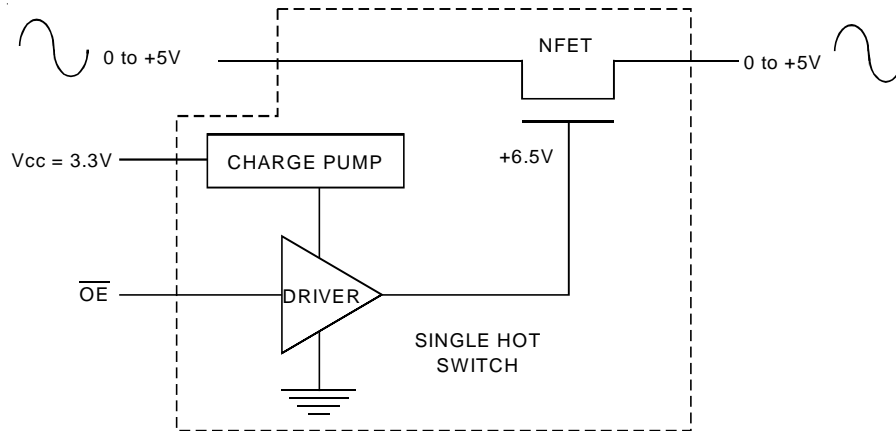 NFET
0 to +5V
0 to +5V
Vcc = 3.3V
CHARGE PUMP
+6.5V
OE
DRIVER
SINGLE HOT
SWITCH